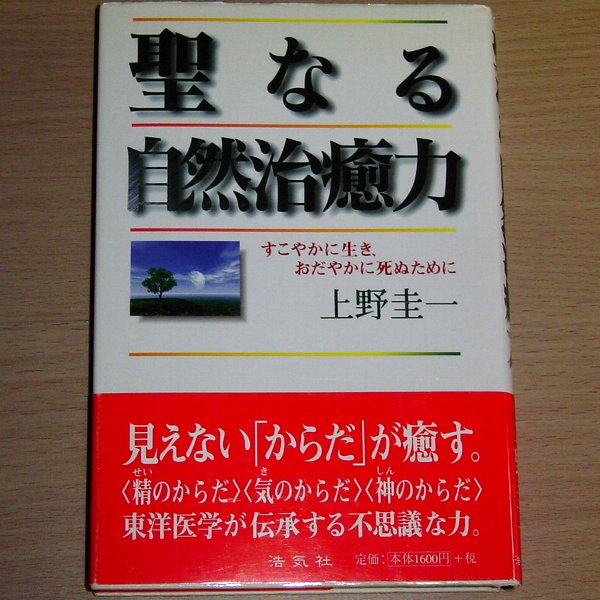 聖なる
自然治癒力
すこやかに生き、
おだやかに死ぬために
上野圭一
見えない「からだ」が癒す。
せい き しん
〈精のからだ〉〈気のからだ〉〈神のからだ〉
東洋医学が伝承する不思議な力。
浩気社 定価：本体1600円＋税